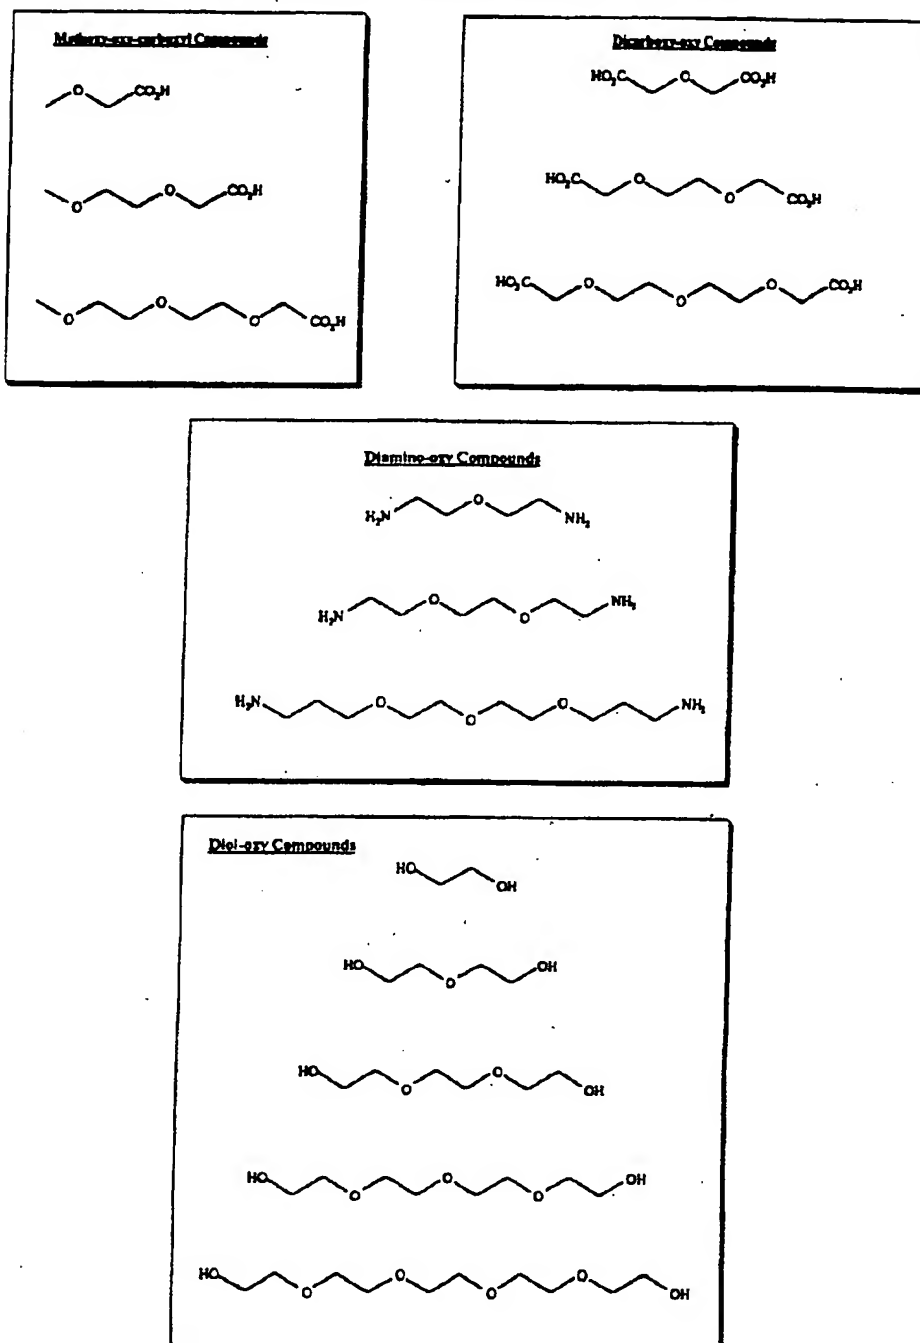 Methoxy-oxy-carboxyl Compounds
O CO₂H
O O CO₂H
O O O CO₂H
Dicarboxy-oxy Compounds
HO₂C O CO₂H
HO₂C O O CO₂H
HO₂C O O O CO₂H
Diamino-oxy Compounds
H₂N O NH₂
H₂N O O NH₂
H₂N O O O NH₂
Diol-oxy Compounds
HO OH
HO O OH
HO O O OH
HO O O O OH
HO O O O O OH